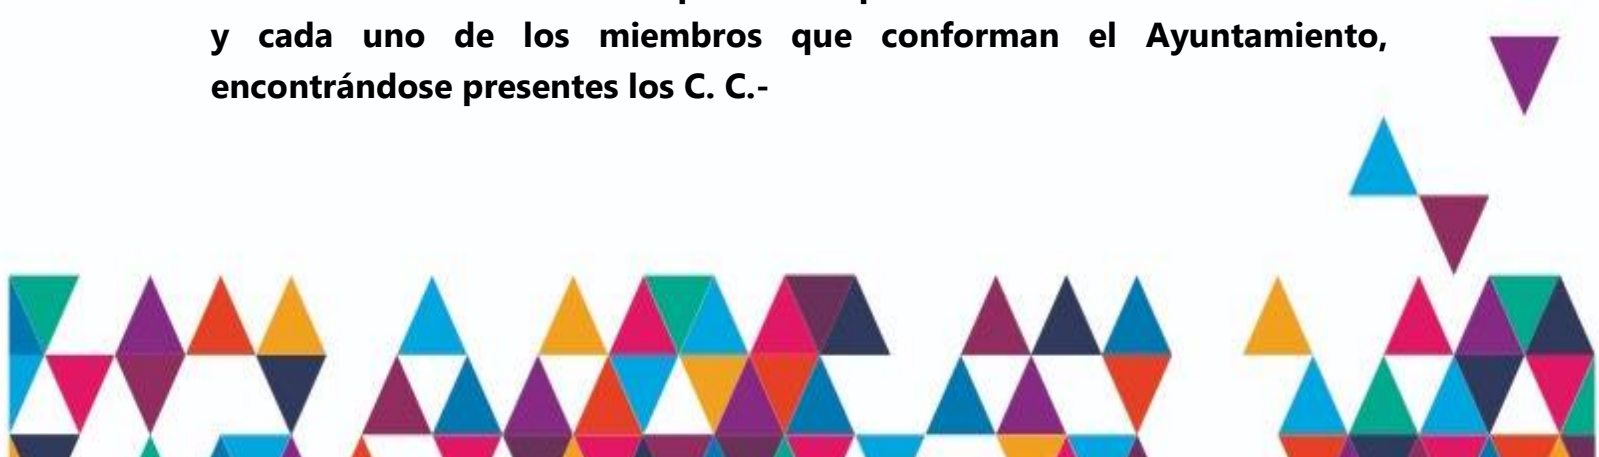 y cada uno de los miembros que conforman el Ayuntamiento,
encontrándose presentes los C. C.-